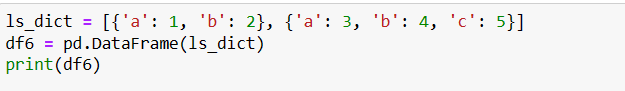 ls_dict = [{'a': 1, 'b': 2}, {'a': 3, 'b': 4, 'c': 5}]
df6 = pd.DataFrame(ls_dict)
print(df6)